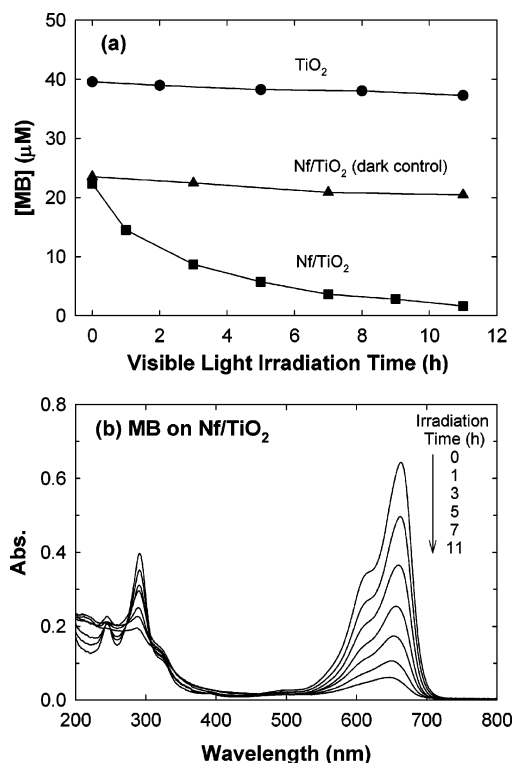 50
(a)
TiO2
40
[MB] (μM)
30
Nf/TiO2 (dark control)
20
10
Nf/TiO2
0
0 2 4 6 8 10 12
Visible Light Irradiation Time (h)
0.8
(b) MB on Nf/TiO2
Irradiation
Time (h)
0
1
3
5
7
11
0.6
Abs.
0.4
0.2
0.0
200 300 400 500 600 700 800
Wavelength (nm)